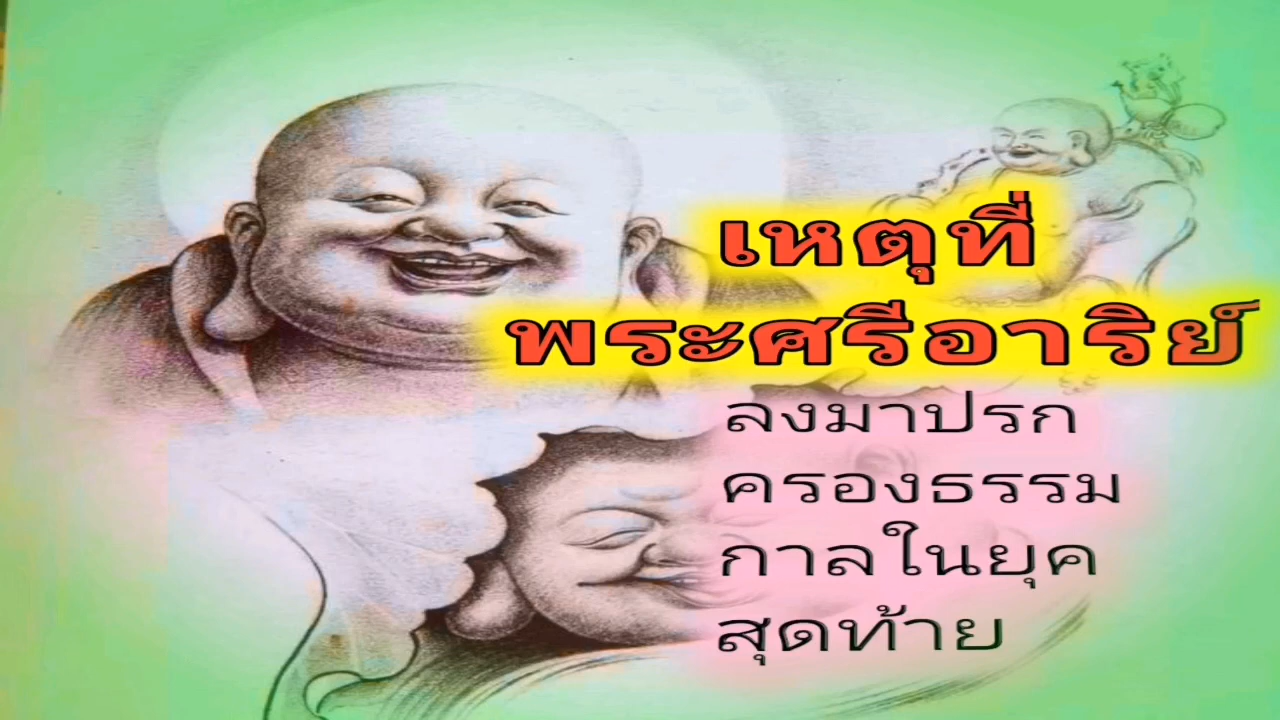 เหตุที่
พระศรีอาริย์
ลงมาปรก
ครองธรรม
กาลในยุค
สุดท้าย